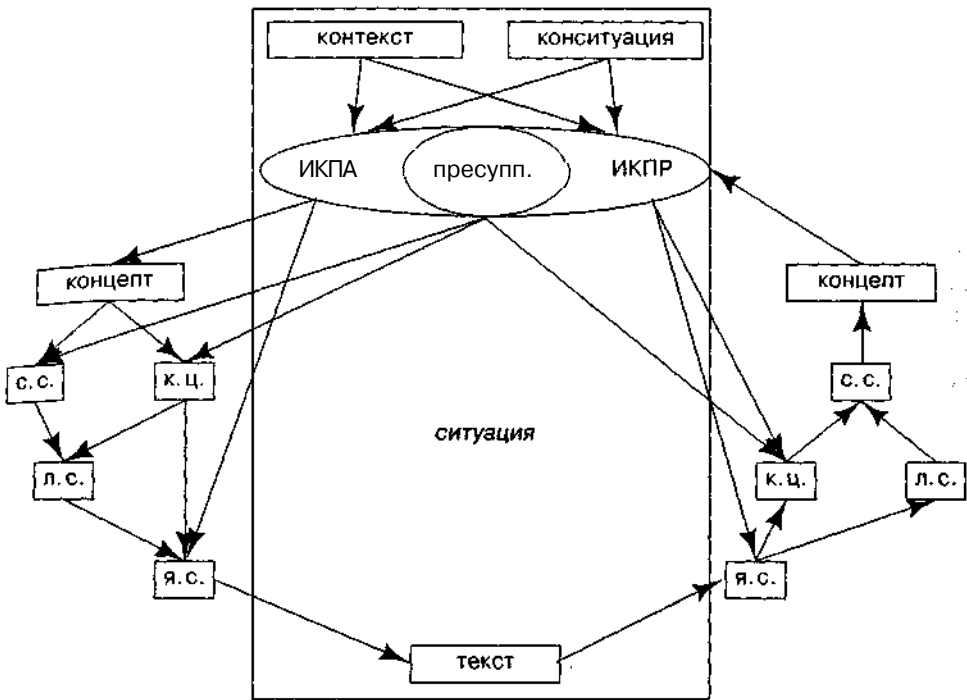 контекст
конситуация
ИКПА
пресупп.
ИКПР
концепт
концепт
с.с.
к.ц.
с.с.
ситуация
л.с.
к.ц.
л.с.
я.с.
я.с.
текст